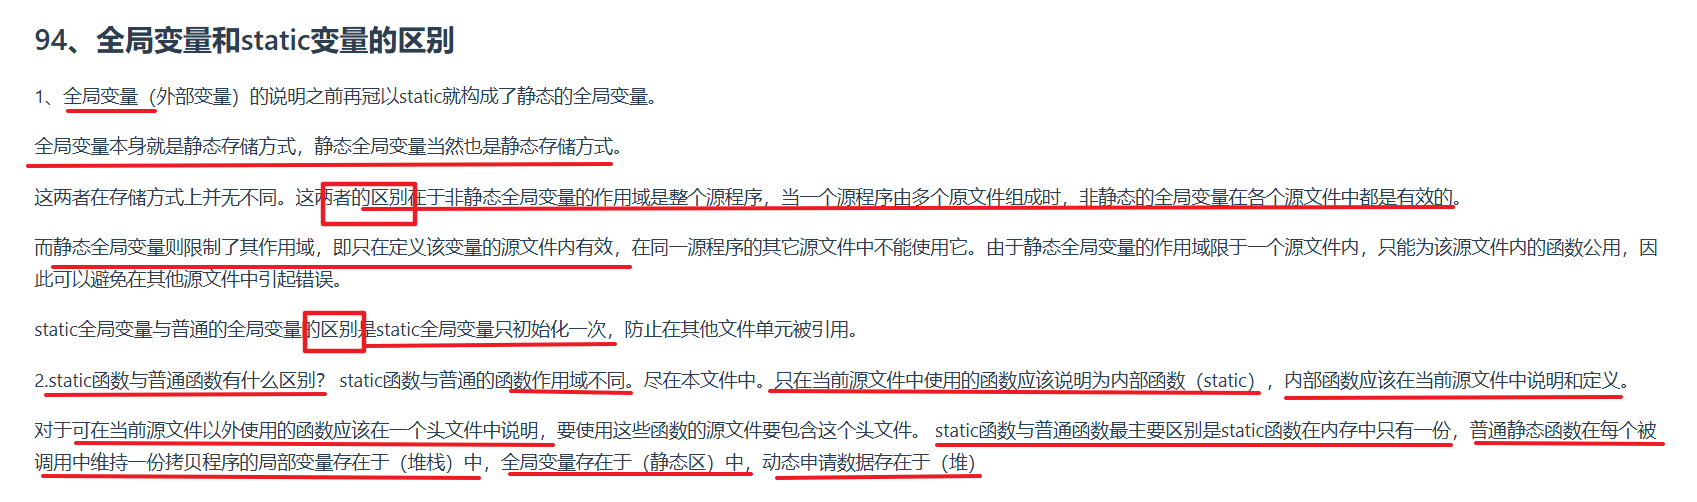 94、全局变量和static变量的区别
1、全局变量（外部变量）的说明之前再冠以static就构成了静态的全局变量。
全局变量本身就是静态存储方式，静态全局变量当然也是静态存储方式。
这两者在存储方式上并无不同。这两者的区别在于非静态全局变量的作用域是整个源程序，当一个源程序由多个原文件组成时，非静态的全局变量在各个源文件中都是有效的。
而静态全局变量则限制了其作用域，即只在定义该变量的源文件内有效，在同一源程序的其它源文件中不能使用它。由于静态全局变量的作用域限于一个源文件内，只能为该源文件内的函数公用，因
此可以避免在其他源文件中引起错误。
static全局变量与普通的全局变量的区别是static全局变量只初始化一次，防止在其他文件单元被引用。
2.static函数与普通函数有什么区别？ static函数与普通的函数作用域不同。尽在本文件中。只在当前源文件中使用的函数应该说明为内部函数（static），内部函数应该在当前源文件中说明和定义。
对于可在当前源文件以外使用的函数应该在一个头文件中说明，要使用这些函数的源文件要包含这个头文件。 static函数与普通函数最主要区别是static函数在内存中只有一份，普通静态函数在每个被
调用中维持一份拷贝程序的局部变量存在于（堆栈）中，全局变量存在于（静态区）中，动态申请数据存在于（堆）